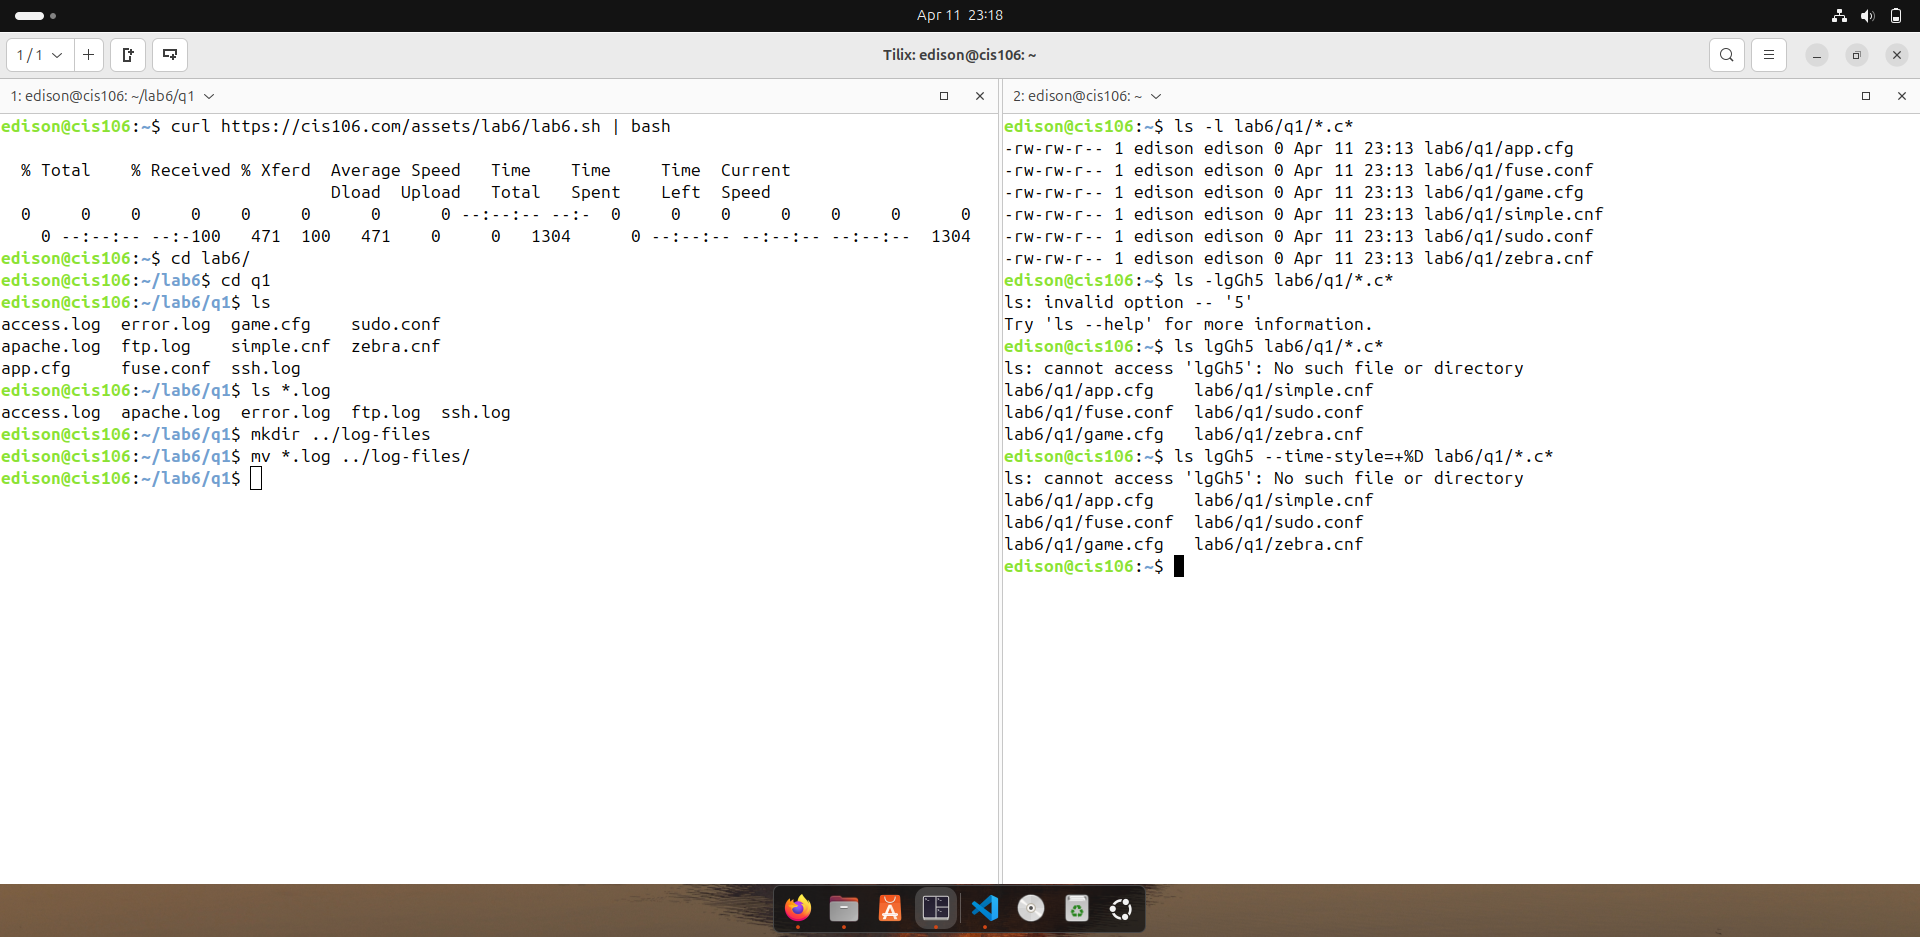 Apr 11 23:18
1 / 1
Tilix: edison@cis106: ~
1: edison@cis106: ~/lab6/q1
edison@cis106:~$ curl https://cis106.com/assets/lab6/lab6.sh | bash
  % Total    % Received % Xferd  Average Speed   Time    Time     Time  Current
                                 Dload  Upload   Total   Spent    Left  Speed
  0     0    0     0    0     0      0      0 --:--:-- --:-  0     0    0     0    0     0      0
    0 --:--:-- --:-100   471  100   471    0     0   1304      0 --:--:-- --:--:-- --:--:--  1304
edison@cis106:~$ cd lab6/
edison@cis106:~/lab6$ cd q1
edison@cis106:~/lab6/q1$ ls
access.log  error.log  game.cfg    sudo.conf
apache.log  ftp.log    simple.cnf  zebra.cnf
app.cfg     fuse.conf  ssh.log
edison@cis106:~/lab6/q1$ ls *.log
access.log  apache.log  error.log  ftp.log  ssh.log
edison@cis106:~/lab6/q1$ mkdir ../log-files
edison@cis106:~/lab6/q1$ mv *.log ../log-files/
edison@cis106:~/lab6/q1$
2: edison@cis106: ~
edison@cis106:~$ ls -l lab6/q1/*.c*
-rw-rw-r-- 1 edison edison 0 Apr 11 23:13 lab6/q1/app.cfg
-rw-rw-r-- 1 edison edison 0 Apr 11 23:13 lab6/q1/fuse.conf
-rw-rw-r-- 1 edison edison 0 Apr 11 23:13 lab6/q1/game.cfg
-rw-rw-r-- 1 edison edison 0 Apr 11 23:13 lab6/q1/simple.cnf
-rw-rw-r-- 1 edison edison 0 Apr 11 23:13 lab6/q1/sudo.conf
-rw-rw-r-- 1 edison edison 0 Apr 11 23:13 lab6/q1/zebra.cnf
edison@cis106:~$ ls -lgGh5 lab6/q1/*.c*
ls: invalid option -- '5'
Try 'ls --help' for more information.
edison@cis106:~$ ls lgGh5 lab6/q1/*.c*
ls: cannot access 'lgGh5': No such file or directory
lab6/q1/app.cfg    lab6/q1/simple.cnf
lab6/q1/fuse.conf  lab6/q1/sudo.conf
lab6/q1/game.cfg   lab6/q1/zebra.cnf
edison@cis106:~$ ls lgGh5 --time-style=+%D lab6/q1/*.c*
ls: cannot access 'lgGh5': No such file or directory
lab6/q1/app.cfg    lab6/q1/simple.cnf
lab6/q1/fuse.conf  lab6/q1/sudo.conf
lab6/q1/game.cfg   lab6/q1/zebra.cnf
edison@cis106:~$